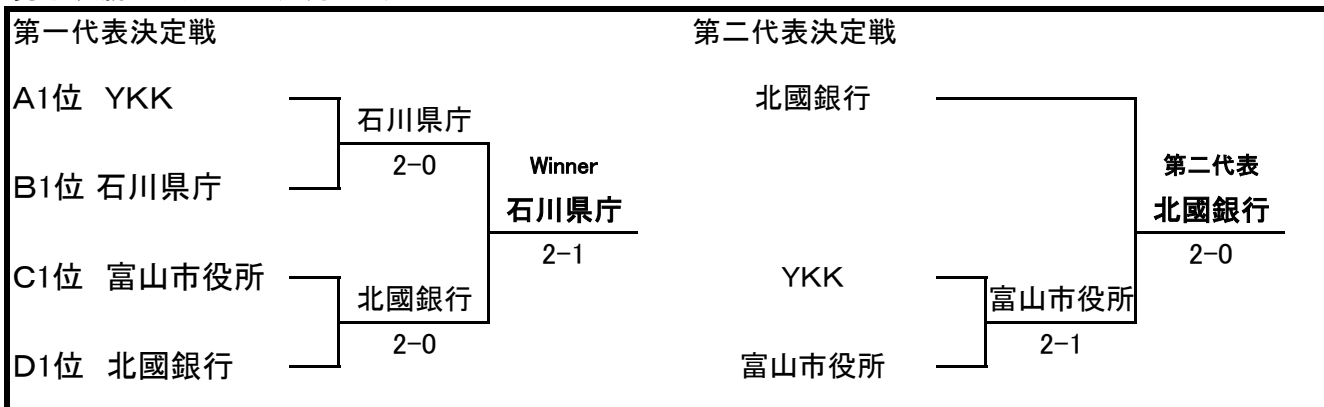 第一代表決定戦
A1位 YKK
石川県庁
2-0
B1位 石川県庁
Winner
石川県庁
2-1
C1位 富山市役所
北國銀行
2-0
D1位 北國銀行
第二代表決定戦
北國銀行
第二代表
北國銀行
2-0
YKK
富山市役所
2-1
富山市役所